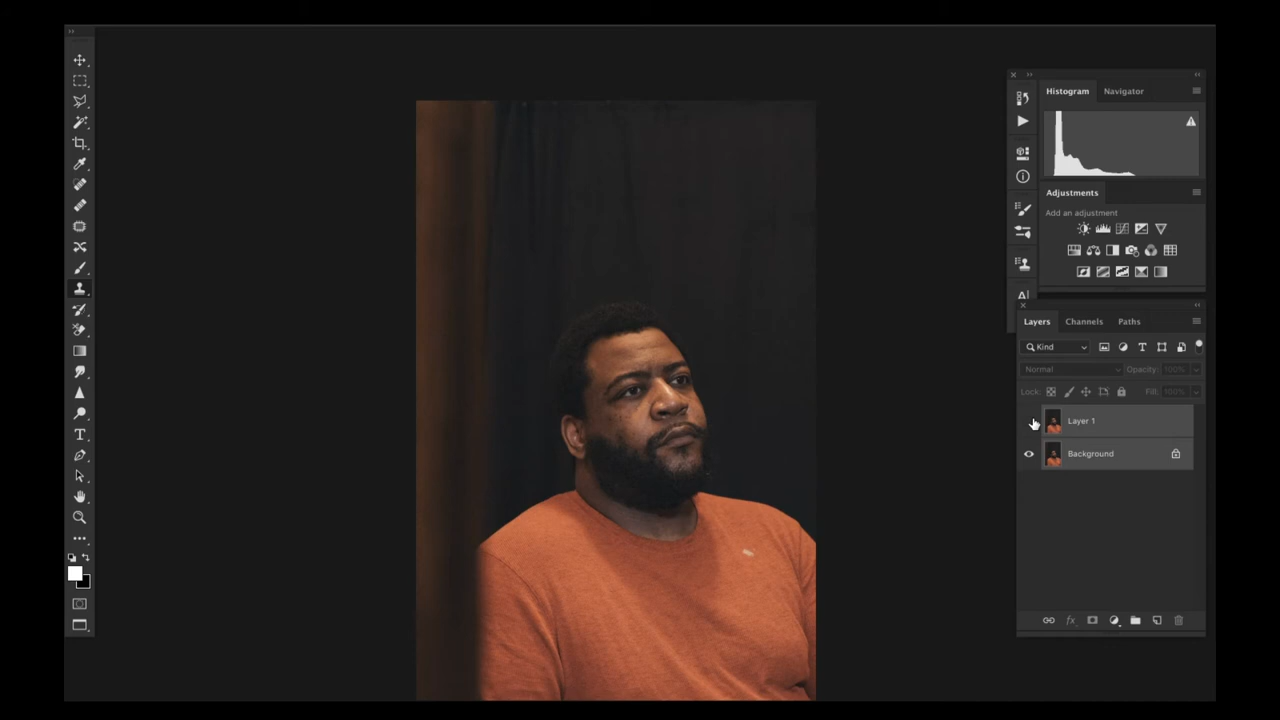 Histogram Navigator
Adjustments
Add an adjustment
A
Layers Channels Paths
Kind
T
Normal Opacity: 100%
Lock: Fill: 100%
Layer 1
Background
T
fx